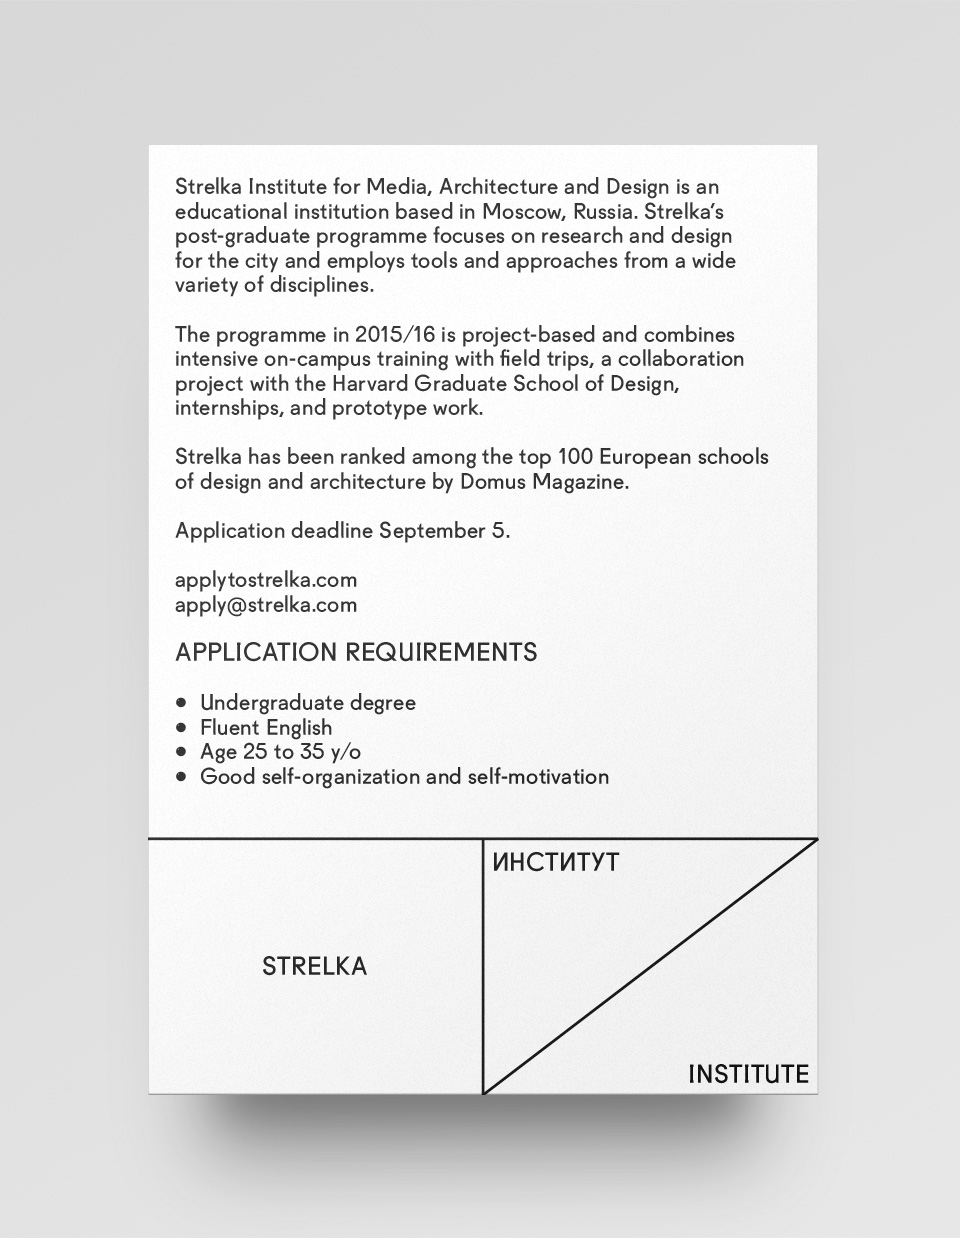 Strelka Institute for Media, Architecture and Design is an
educational institution based in Moscow, Russia. Strelka’s
post-graduate programme focuses on research and design
for the city and employs tools and approaches from a wide
variety of disciplines.
The programme in 2015/16 is project-based and combines
intensive on-campus training with field trips, a collaboration
project with the Harvard Graduate School of Design,
internships, and prototype work.
Strelka has been ranked among the top 100 European schools
of design and architecture by Domus Magazine.
Application deadline September 5.
applytostrelka.com
apply@strelka.com
APPLICATION REQUIREMENTS
● Undergraduate degree
● Fluent English
● Age 25 to 35 y/o
● Good self-organization and self-motivation
ИНСТИТУТ
STRELKA
INSTITUTE